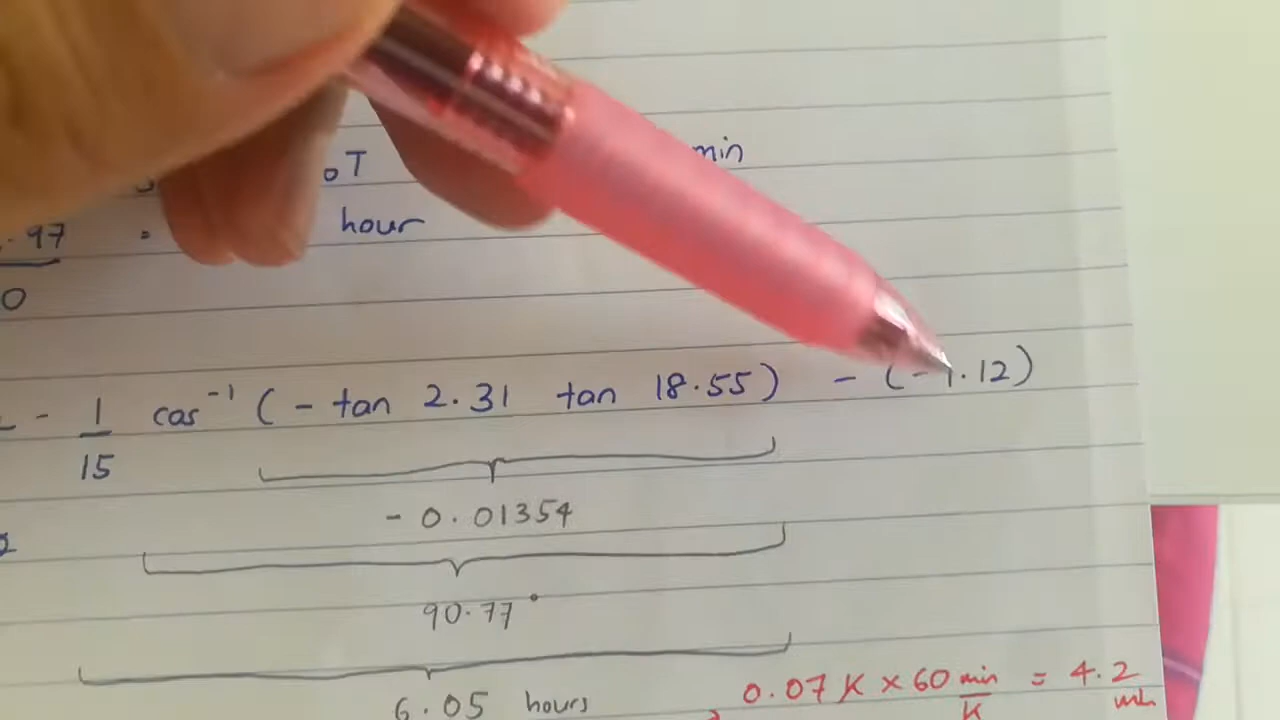 oT min
.97 = hour
0
- 1/15 cos⁻¹ (- tan 2.31 tan 18.55) - (-1.12)
- 0.01354
90.77°
6.05 hours
0.07 K × 60 min/K = 4.2